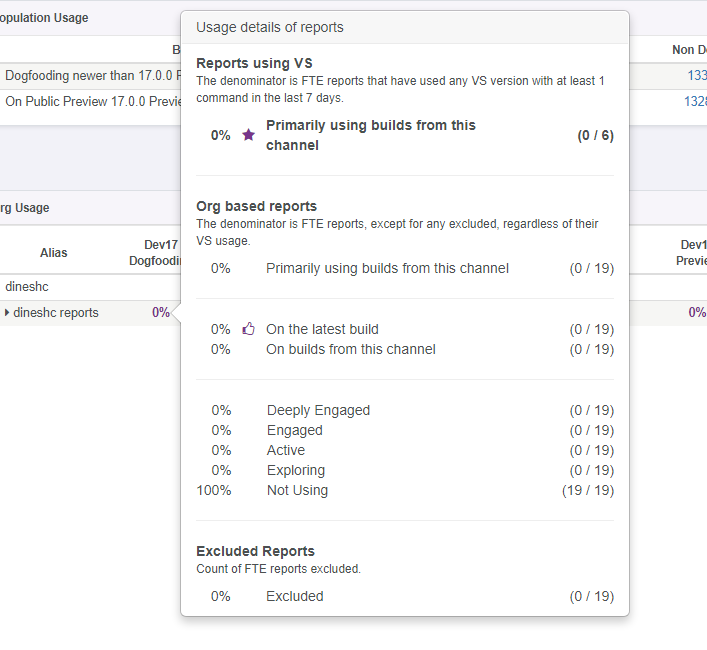 opulation Usage
Usage details of reports
B
Non D
Dogfooding newer than 17.0.0 P
133
On Public Preview 17.0.0 Previe
1328
Reports using VS
The denominator is FTE reports that have used any VS version with at least 1
command in the last 7 days.
0% Primarily using builds from this
channel (0 / 6)
rg Usage
Alias
Dev17
Dogfoodin
Dev1
Previe
dineshc
dineshc reports 0%
0%
Org based reports
The denominator is FTE reports, except for any excluded, regardless of their
VS usage.
0% Primarily using builds from this channel (0 / 19)
0% On the latest build (0 / 19)
0% On builds from this channel (0 / 19)
0% Deeply Engaged (0 / 19)
0% Engaged (0 / 19)
0% Active (0 / 19)
0% Exploring (0 / 19)
100% Not Using (19 / 19)
Excluded Reports
Count of FTE reports excluded.
0% Excluded (0 / 19)